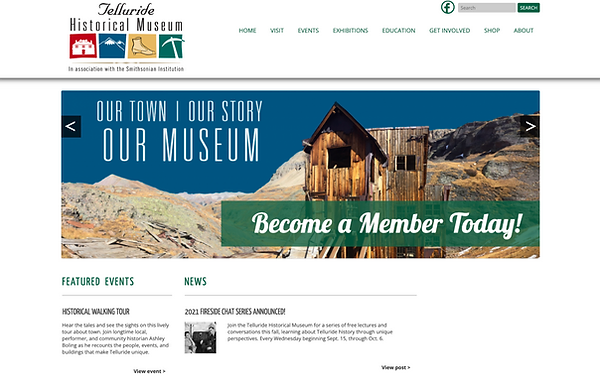 Telluride
Historical Museum
In association with the Smithsonian Institution
f
Search
SEARCH
HOME VISIT EVENTS EXHIBITIONS EDUCATION GET INVOLVED SHOP ABOUT
OUR TOWN | OUR STORY
OUR MUSEUM
< >
Become a Member Today!
FEATURED EVENTS
HISTORICAL WALKING TOUR
Hear the tales and see the sights on this lively
tour about town. Join longtime local,
performer, and community historian Ashley
Boling as he recounts the people, events, and
buildings that make Telluride unique.
View event >
NEWS
2021 FIRESIDE CHAT SERIES ANNOUNCED!
Join the Telluride Historical Museum for a series of free lectures and
conversations this fall, learning about Telluride history through unique
perspectives. Every Wednesday beginning Sept. 15, through Oct. 6.
View post >